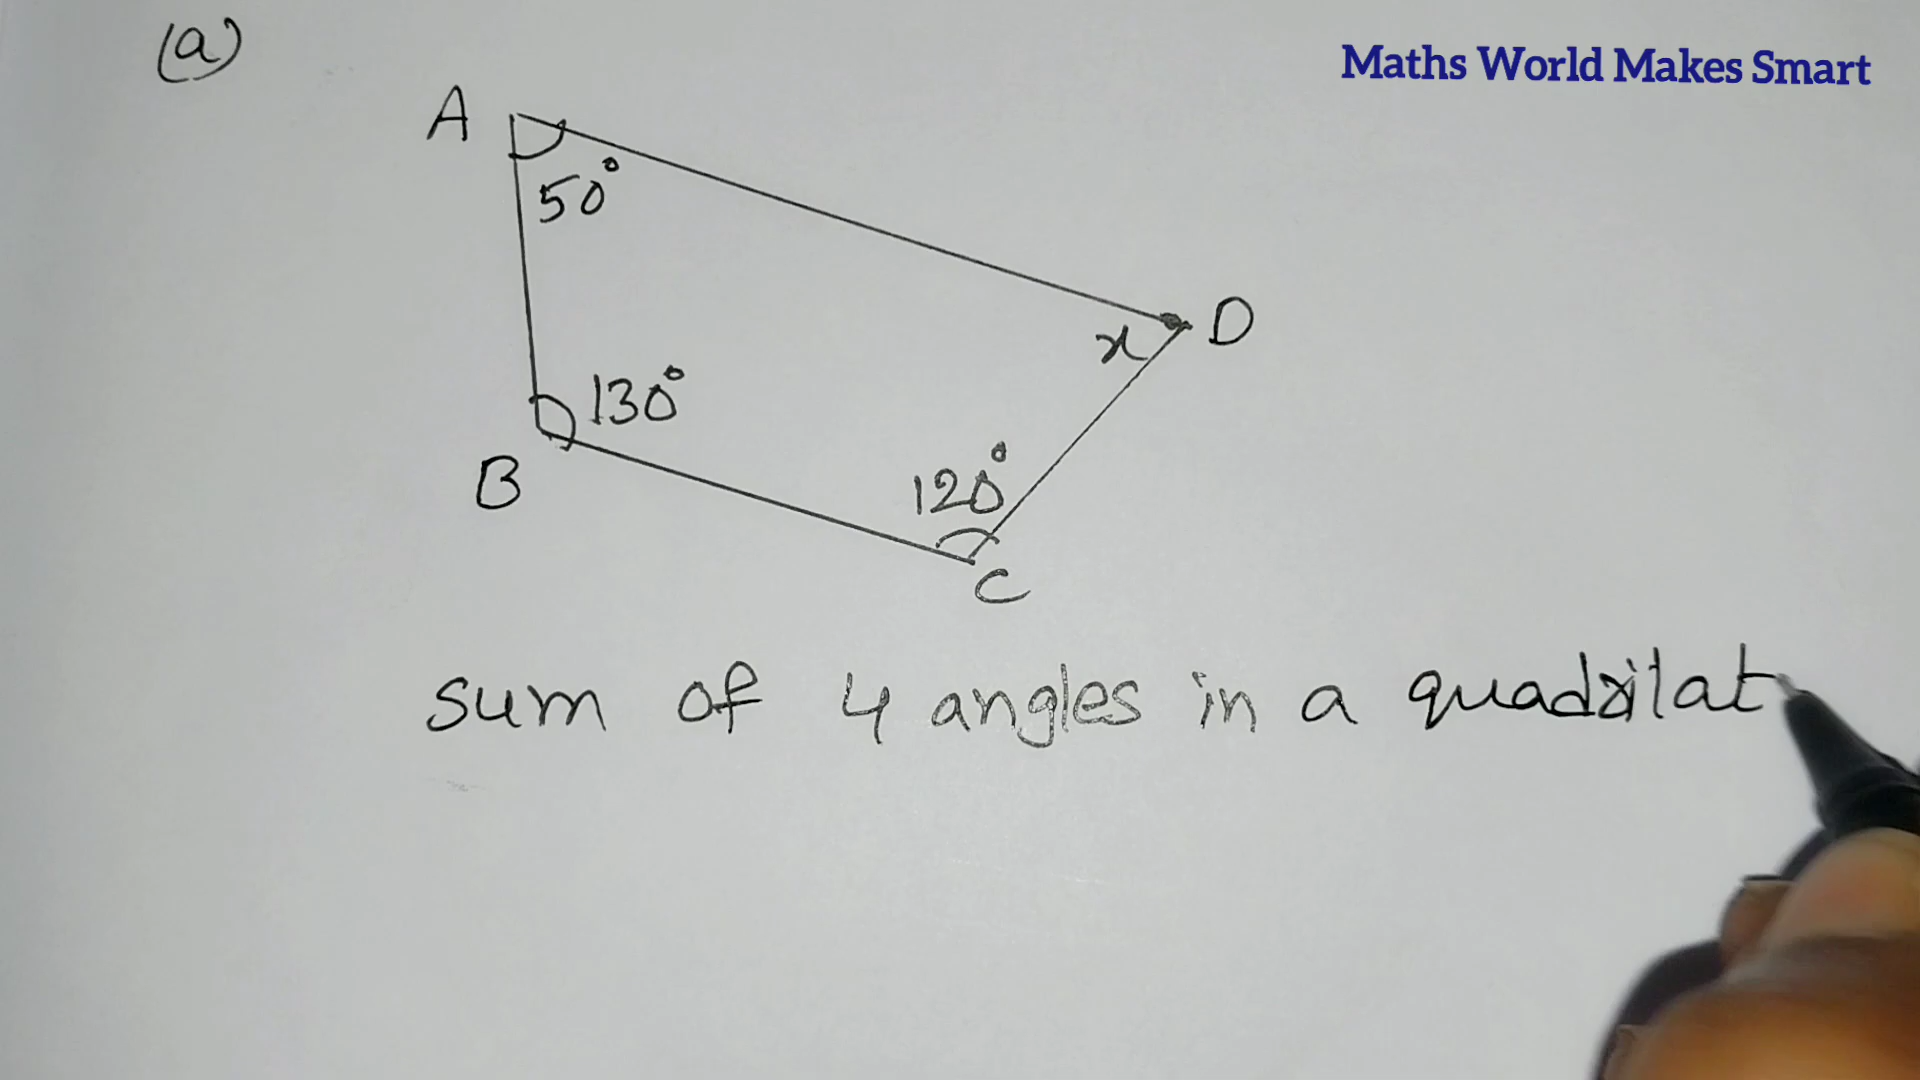 (a)
Maths World Makes Smart
A
50°
D
x
130°
B
120°
C
sum of 4 angles in a quadrilat